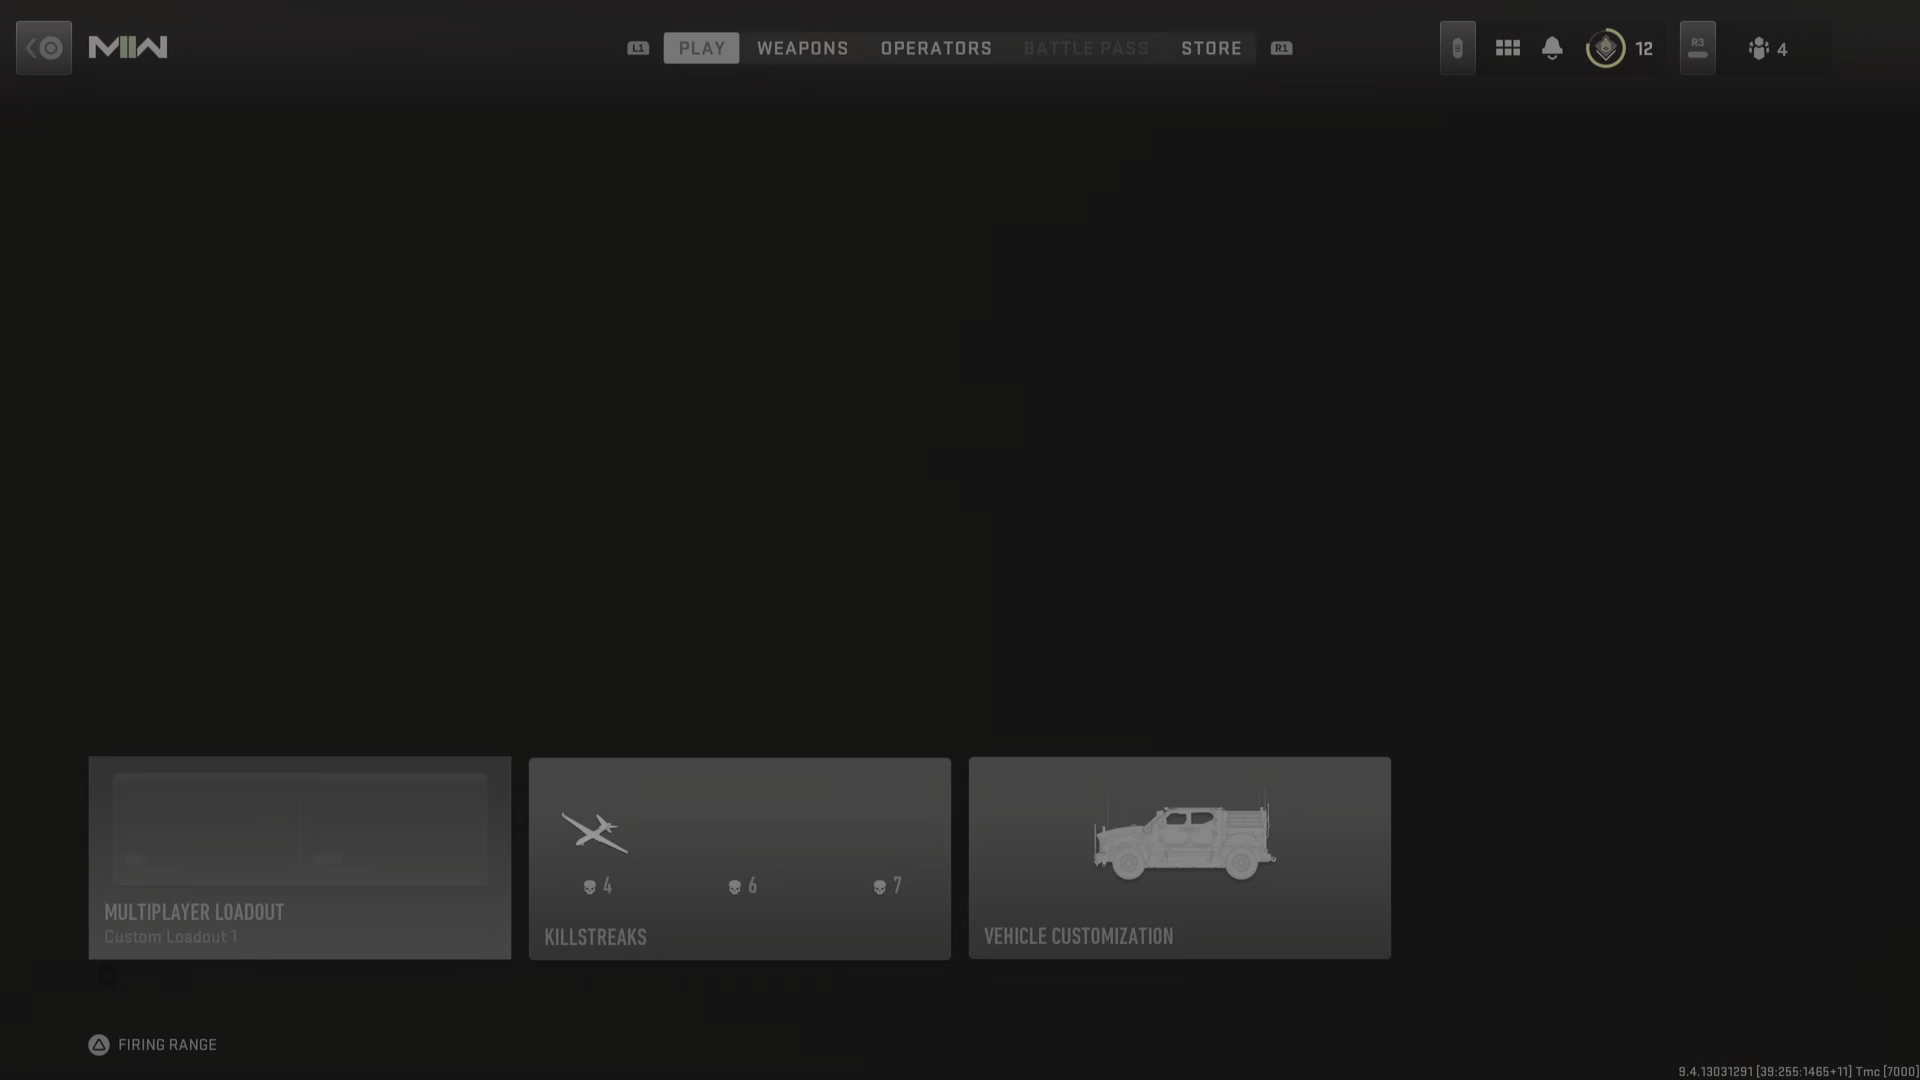 MIIW
L1 PLAY WEAPONS OPERATORS BATTLE PASS STORE R1
12
R3
4
4 6 7
MULTIPLAYER LOADOUT
Custom Loadout 1
KILLSTREAKS
VEHICLE CUSTOMIZATION
FIRING RANGE
9.4.13031291 [39:255:1465+11] Tmc [7000]